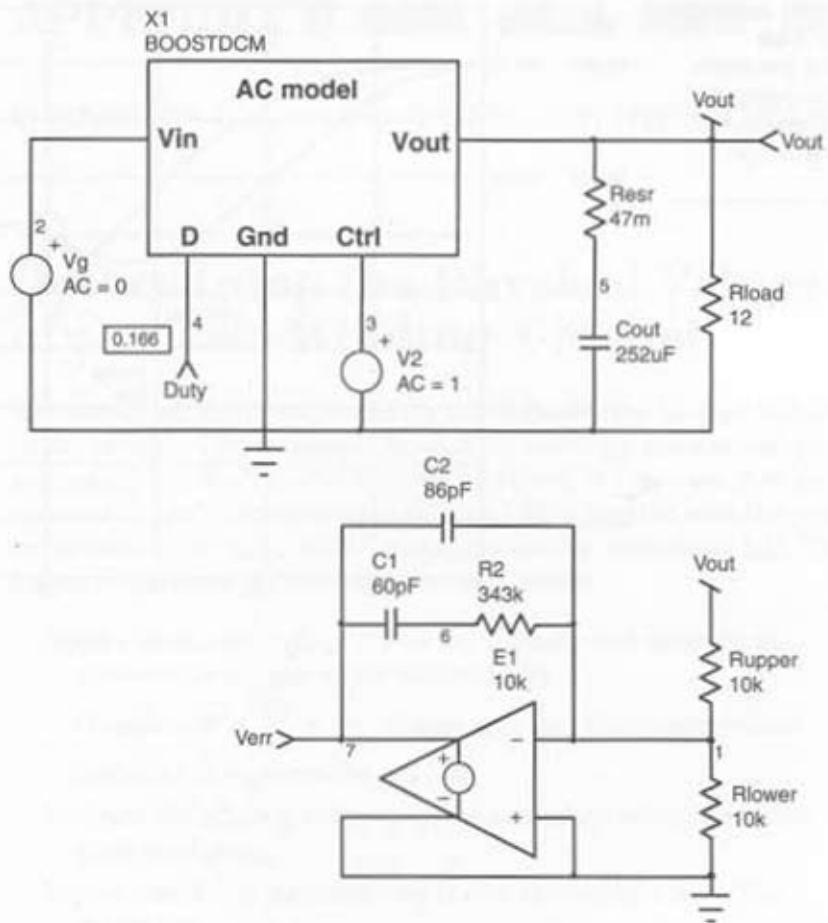 X1
BOOSTDCM
AC model
Vin
Vout
D
Gnd
Ctrl
Vout
Vout
2
+
Vg
AC = 0
0.166
4
Duty
3
+
V2
AC = 1
Resr
47m
5
Cout
252uF
Rload
12
C2
86pF
C1
60pF
6
R2
343k
E1
10k
Vout
Rupper
10k
Verr
7
+
−
−
+
1
Rlower
10k